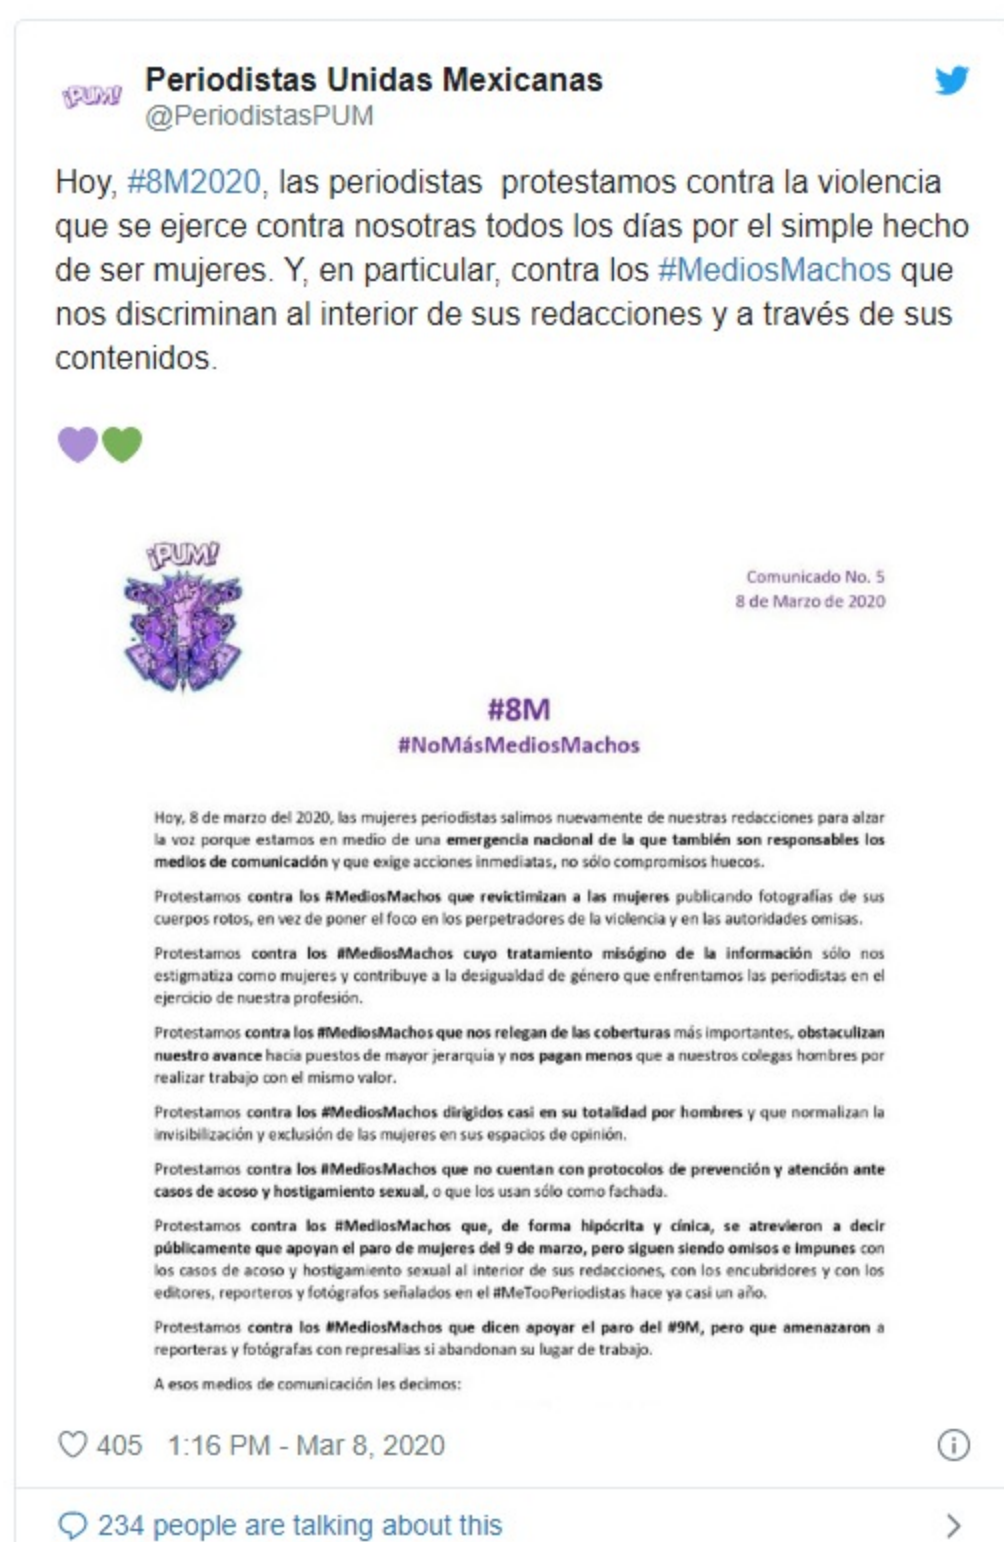 ¡PUM!
Periodistas Unidas Mexicanas
@PeriodistasPUM
Hoy, #8M2020, las periodistas protestamos contra la violencia
que se ejerce contra nosotras todos los días por el simple hecho
de ser mujeres. Y, en particular, contra los #MediosMachos que
nos discriminan al interior de sus redacciones y a través de sus
contenidos.
¡PUM!
Comunicado No. 5
8 de Marzo de 2020
#8M
#NoMásMediosMachos
Hoy, 8 de marzo del 2020, las mujeres periodistas salimos nuevamente de nuestras redacciones para alzar
la voz porque estamos en medio de una emergencia nacional de la que también son responsables los
medios de comunicación y que exige acciones inmediatas, no sólo compromisos huecos.
Protestamos contra los #MediosMachos que revictimizan a las mujeres publicando fotografías de sus
cuerpos rotos, en vez de poner el foco en los perpetradores de la violencia y en las autoridades omisas.
Protestamos contra los #MediosMachos cuyo tratamiento misógino de la información sólo nos
estigmatiza como mujeres y contribuye a la desigualdad de género que enfrentamos las periodistas en el
ejercicio de nuestra profesión.
Protestamos contra los #MediosMachos que nos relegan de las coberturas más importantes, obstaculizan
nuestro avance hacia puestos de mayor jerarquía y nos pagan menos que a nuestros colegas hombres por
realizar trabajo con el mismo valor.
Protestamos contra los #MediosMachos dirigidos casi en su totalidad por hombres y que normalizan la
invisibilización y exclusión de las mujeres en sus espacios de opinión.
Protestamos contra los #MediosMachos que no cuentan con protocolos de prevención y atención ante
casos de acoso y hostigamiento sexual, o que los usan sólo como fachada.
Protestamos contra los #MediosMachos que, de forma hipócrita y cínica, se atrevieron a decir
públicamente que apoyan el paro de mujeres del 9 de marzo, pero siguen siendo omisos e impunes con
los casos de acoso y hostigamiento sexual al interior de sus redacciones, con los encubridores y con los
editores, reporteros y fotógrafos señalados en el #MeTooPeriodistas hace ya casi un año.
Protestamos contra los #MediosMachos que dicen apoyar el paro del #9M, pero que amenazaron a
reporteras y fotógrafas con represalias si abandonan su lugar de trabajo.
A esos medios de comunicación les decimos:
405 1:16 PM - Mar 8, 2020
234 people are talking about this